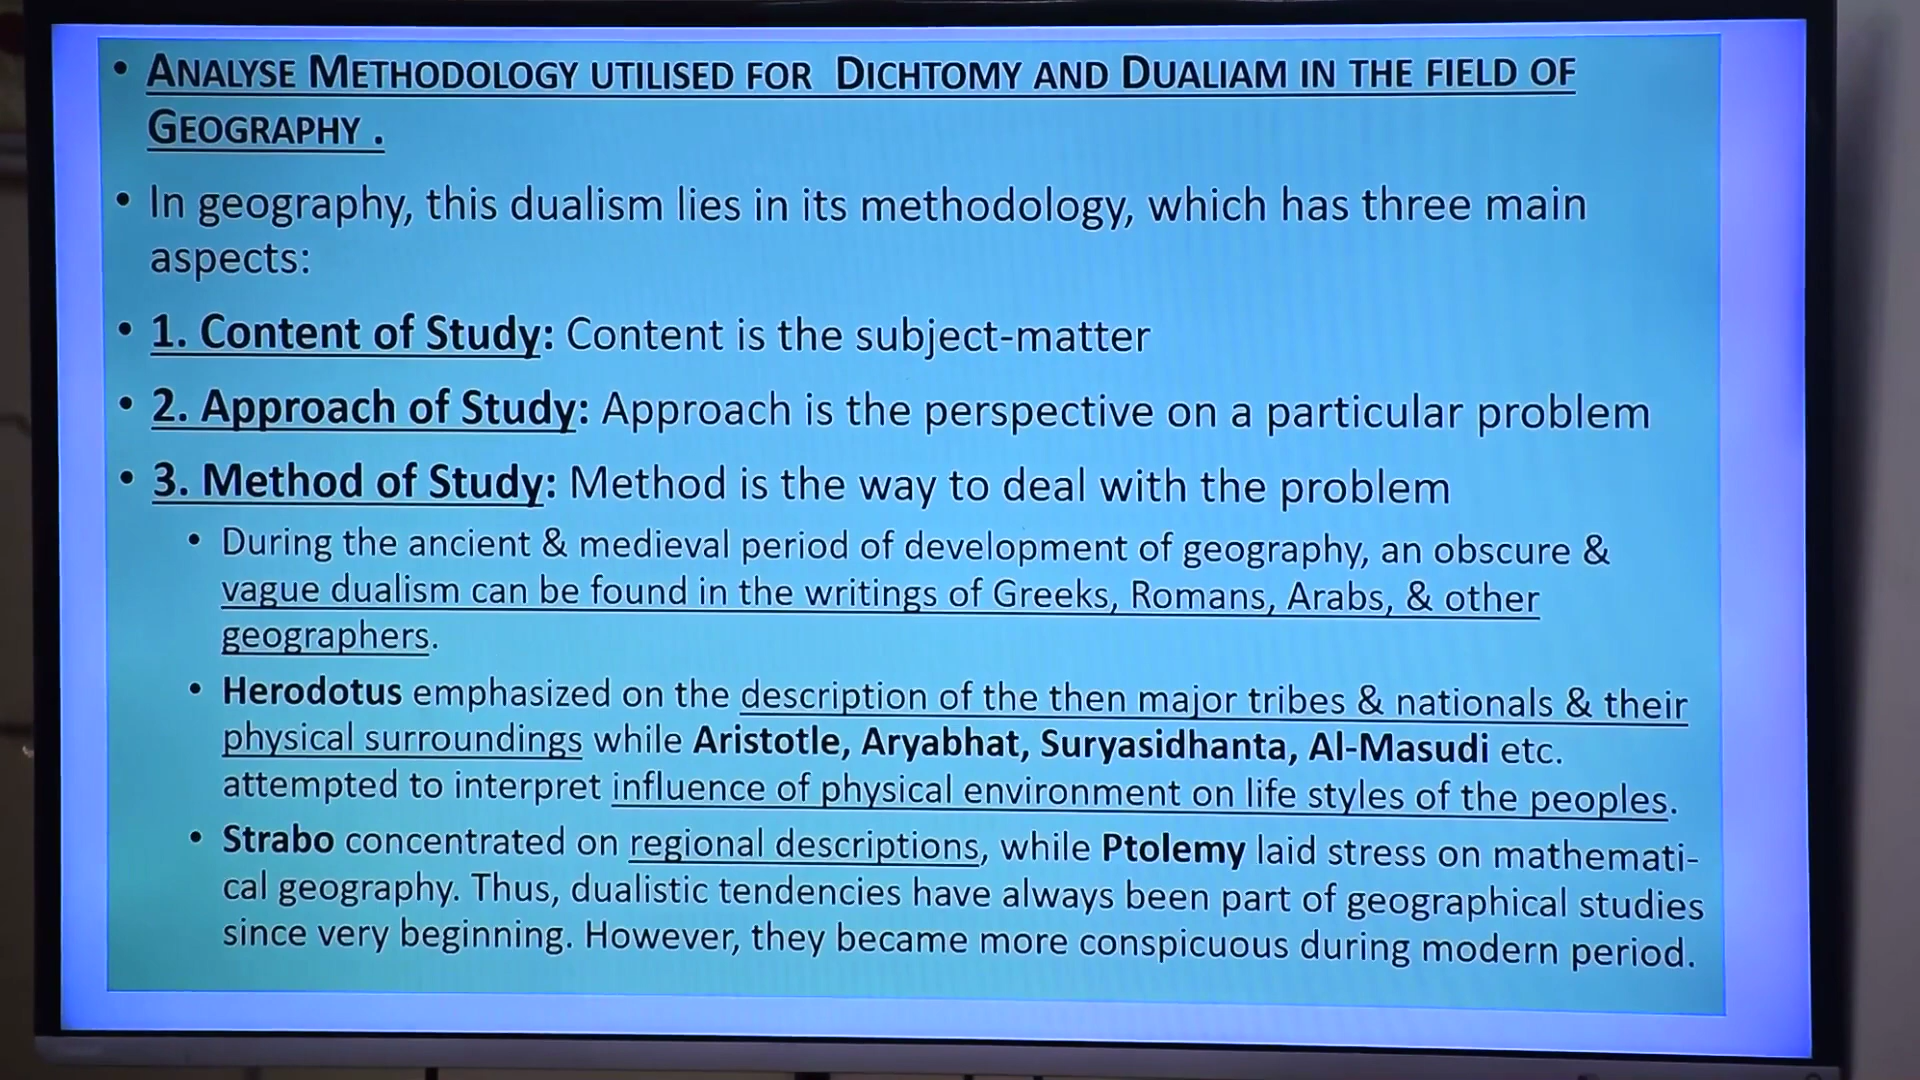 • ANALYSE METHODOLOGY UTILISED FOR DICHTOMY AND DUALIAM IN THE FIELD OF
GEOGRAPHY .
• In geography, this dualism lies in its methodology, which has three main
aspects:
• 1. Content of Study: Content is the subject-matter
• 2. Approach of Study: Approach is the perspective on a particular problem
• 3. Method of Study: Method is the way to deal with the problem
• During the ancient & medieval period of development of geography, an obscure &
vague dualism can be found in the writings of Greeks, Romans, Arabs, & other
geographers.
• Herodotus emphasized on the description of the then major tribes & nationals & their
physical surroundings while Aristotle, Aryabhat, Suryasidhanta, Al-Masudi etc.
attempted to interpret influence of physical environment on life styles of the peoples.
• Strabo concentrated on regional descriptions, while Ptolemy laid stress on mathemati-
cal geography. Thus, dualistic tendencies have always been part of geographical studies
since very beginning. However, they became more conspicuous during modern period.